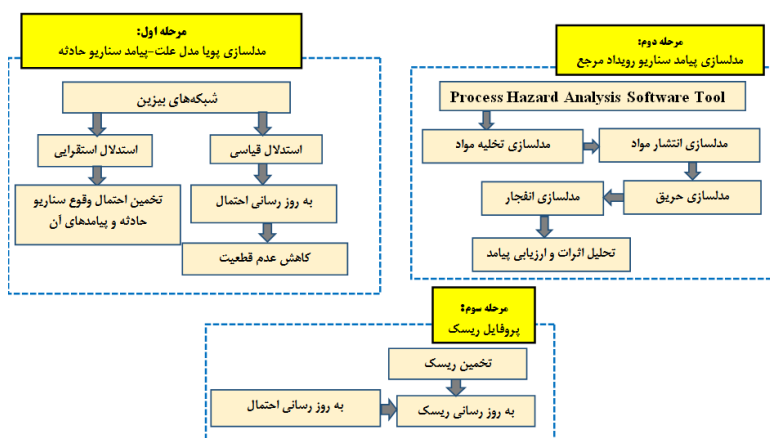 مرحله اول:
مدلسازی پویا مدل علت-پیامد سناریو حادثه
شبکه‌های بیزین
استدلال استقرایی
استدلال قیاسی
تخمین احتمال وقوع سناریو
حادثه و پیامدهای آن
به روز رسانی احتمال
کاهش عدم قطعیت
مرحله دوم:
مدلسازی پیامد سناریو رویداد مرجع
Process Hazard Analysis Software Tool
مدلسازی تخلیه مواد
مدلسازی انتشار مواد
مدلسازی حریق
مدلسازی انفجار
تحلیل اثرات و ارزیابی پیامد
مرحله سوم:
پروفایل ریسک
تخمین ریسک
به روز رسانی احتمال
به روز رسانی ریسک